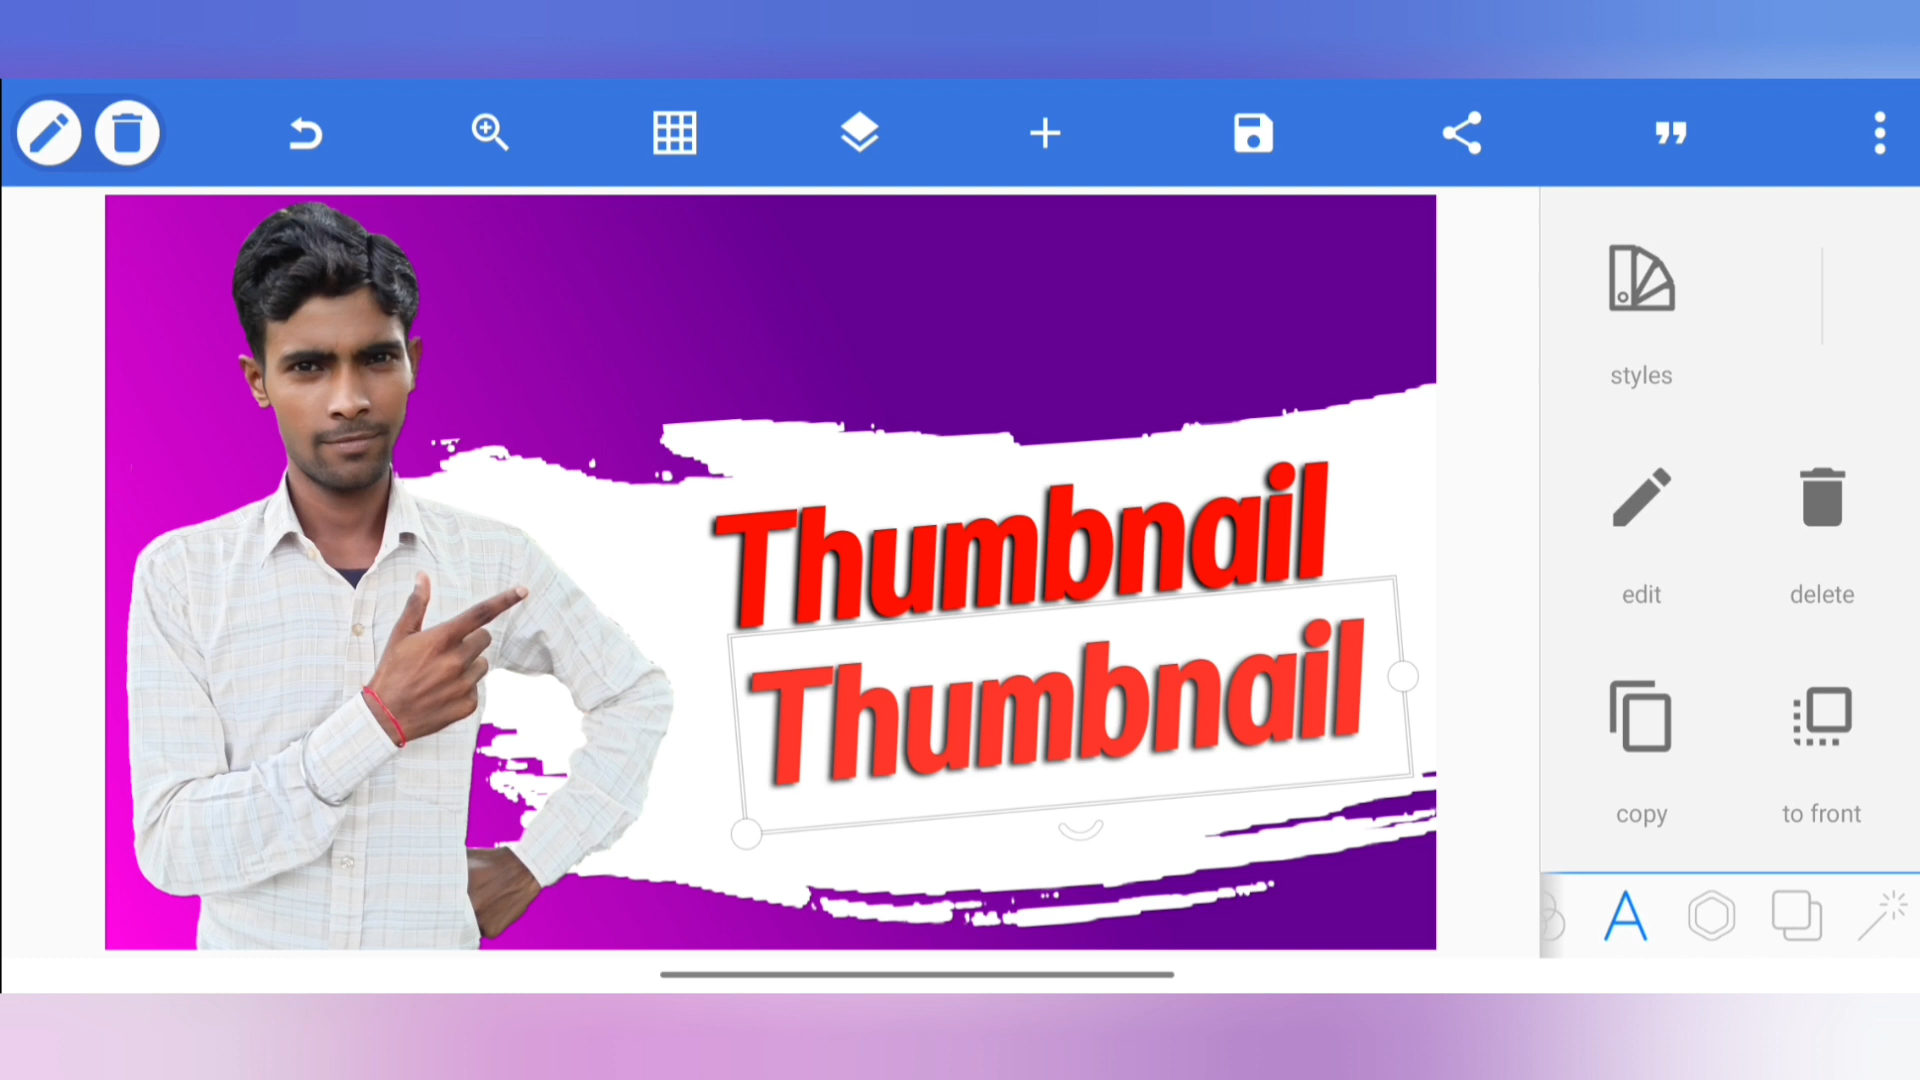 styles
Thumbnail
edit
delete
Thumbnail
copy
to front